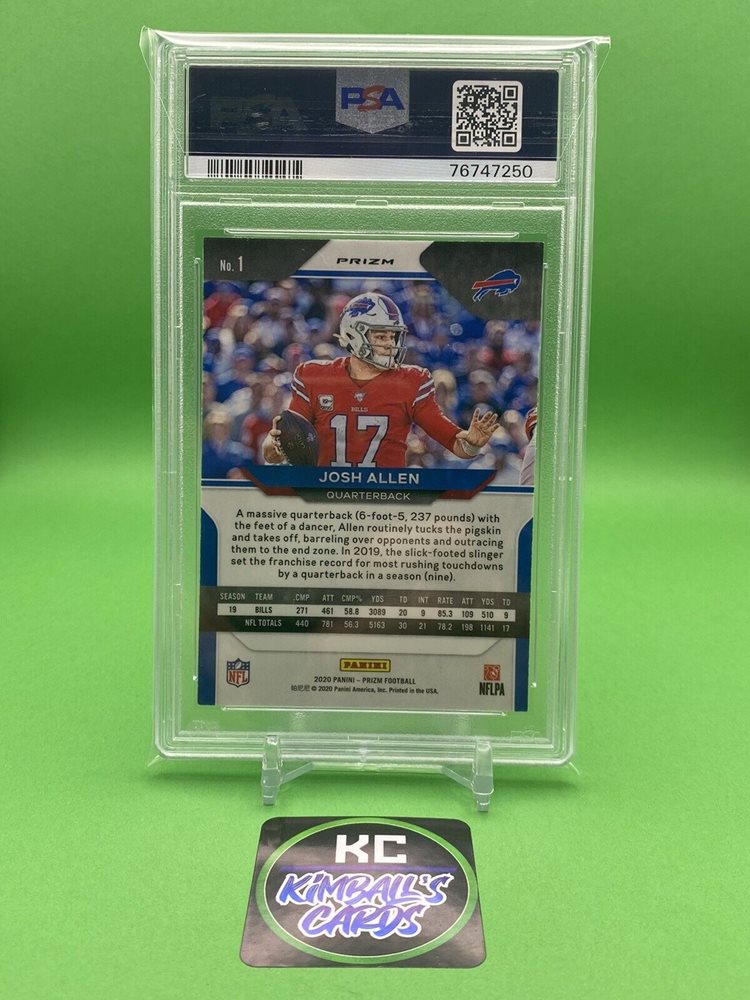 PSA
76747250
No. 1
PRIZM
BILLS
17
JOSH ALLEN
QUARTERBACK
A massive quarterback (6-foot-5, 237 pounds) with
the feet of a dancer, Allen routinely tucks the pigskin
and takes off, barreling over opponents and outracing
them to the end zone. In 2019, the slick-footed slinger
set the franchise record for most rushing touchdowns
by a quarterback in a season (nine).
SEASON TEAM CMP ATT CMP% YDS TD INT RATE ATT YDS TD
19 BILLS 271 461 58.8 3089 20 9 85.3 109 510 9
NFL TOTALS 440 781 56.3 5163 30 21 78.2 198 1141 17
NFL
PANINI
NFLPA
2020 PANINI – PRIZM FOOTBALL
帕尼尼 © 2020 Panini America, Inc. Printed in the USA.
KC
KIMBALL'S
CARDS